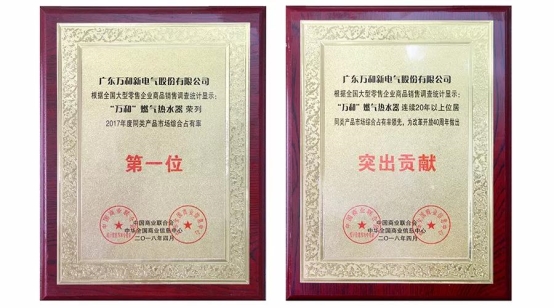 广东万和新电气股份有限公司
根据全国大型零售企业商品销售调查统计显示：
“万和”燃气热水器 荣列
2017年度同类产品市场综合占有率
第一位
中国商业联合会
中华全国商业信息中心
二〇一八年四月
广东万和新电气股份有限公司
根据全国大型零售企业商品销售调查统计显示：
“万和”燃气热水器 连续20年以上位居
同类产品市场综合占有率领先，为改革开放40周年做出
突出贡献
中国商业联合会
中华全国商业信息中心
二〇一八年四月